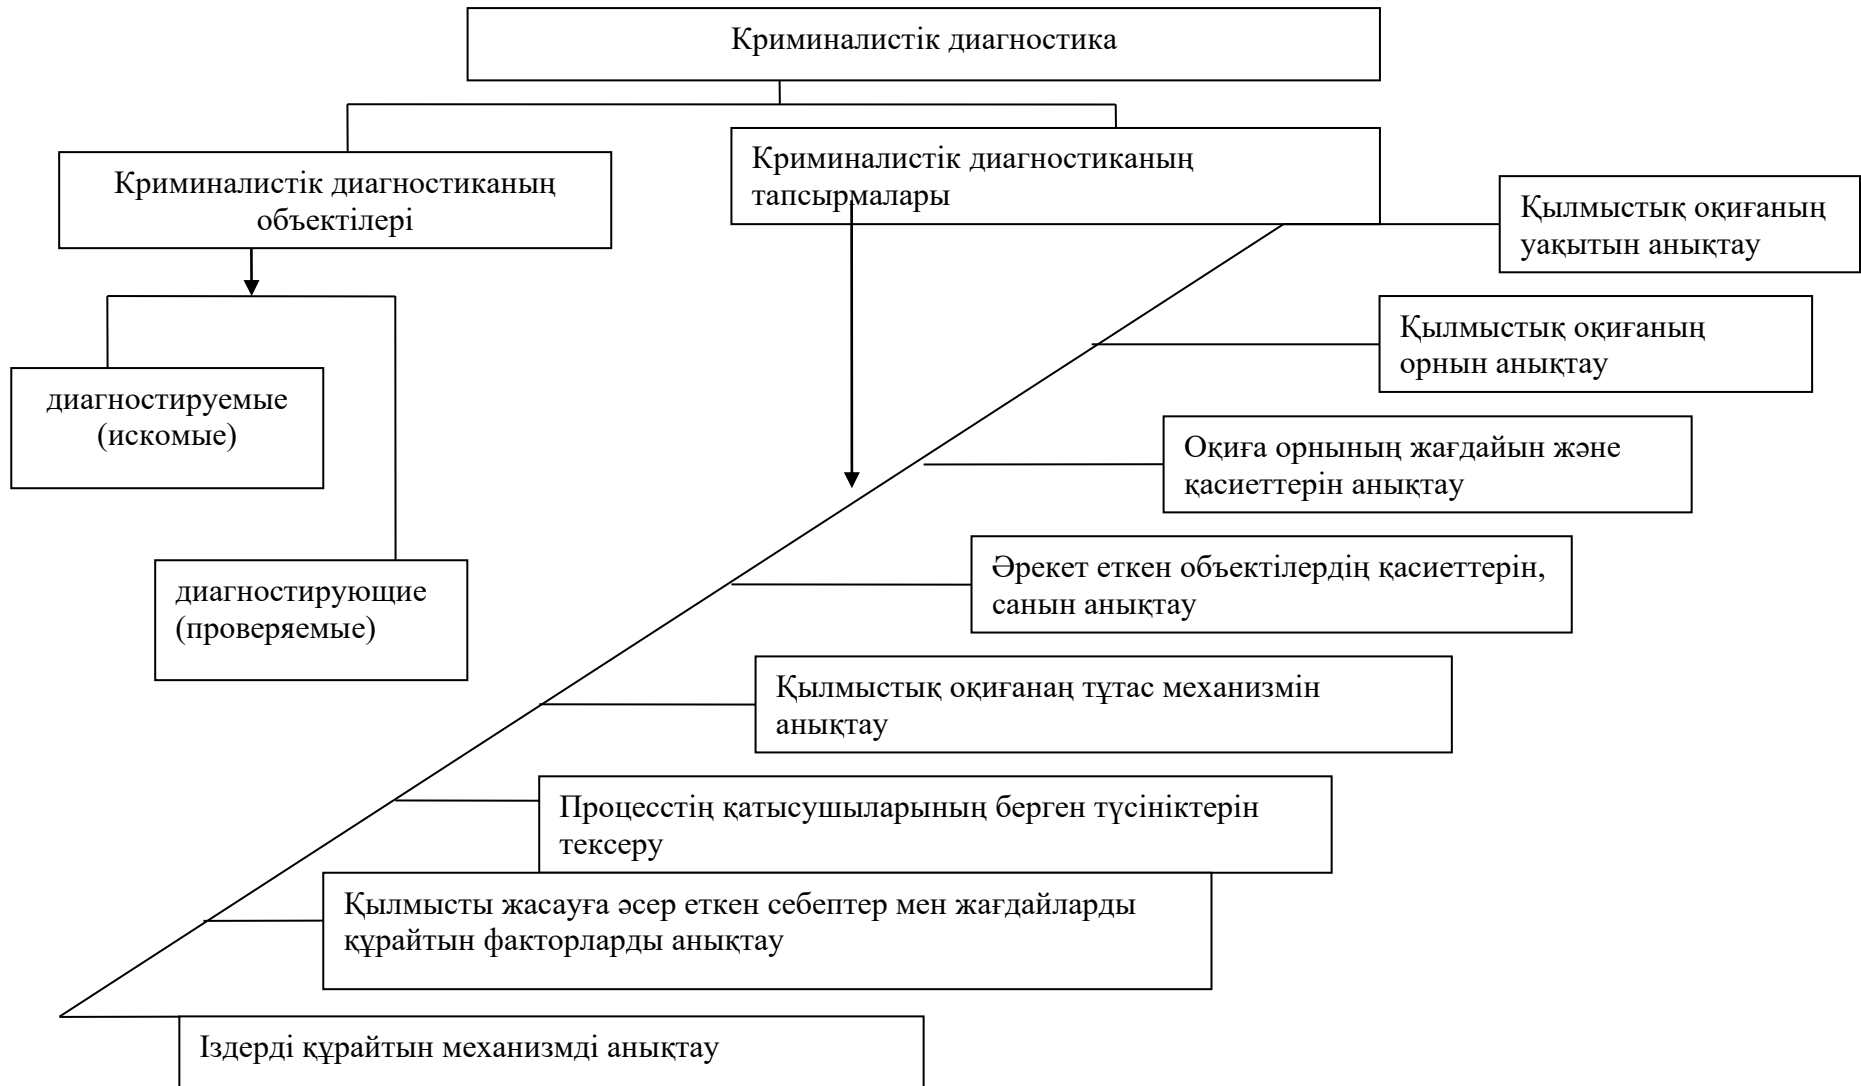 Криминалистік диагностика
Криминалистік диагностиканың
объектілері
Криминалистік диагностиканың
тапсырмалары
Қылмыстық оқиғаның
уақытын анықтау
Қылмыстық оқиғаның
орнын анықтау
диагностируемые
(искомые)
Оқиға орнының жағдайын және
қасиеттерін анықтау
Әрекет еткен объектілердің қасиеттерін,
санын анықтау
диагностирующие
(проверяемые)
Қылмыстық оқиғанаң тұтас механизмін
анықтау
Процесстің қатысушыларының берген түсініктерін
тексеру
Қылмысты жасауға әсер еткен себептер мен жағдайларды
құрайтын факторларды анықтау
Іздерді құрайтын механизмді анықтау